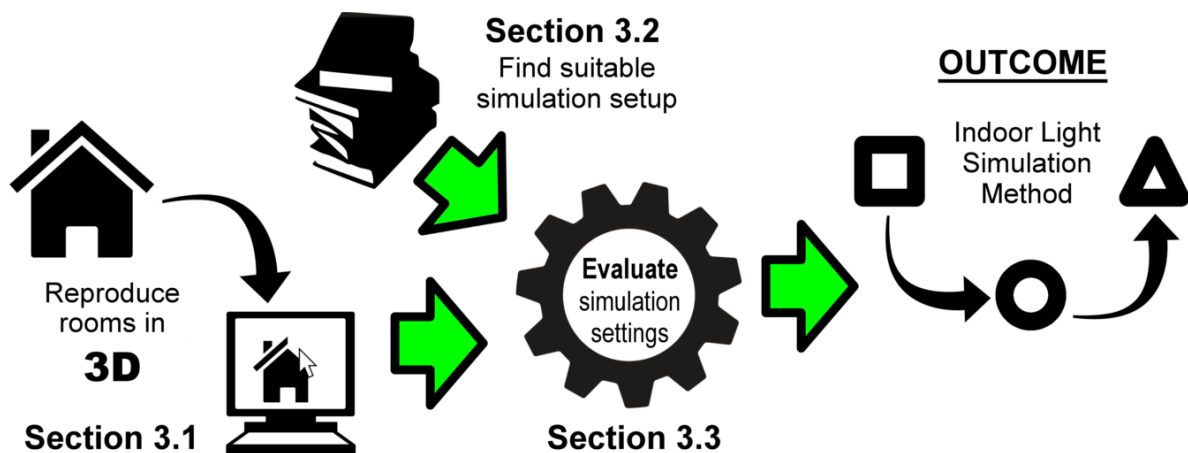 Section 3.2
Find suitable
simulation setup
OUTCOME
Indoor Light
Simulation
Method
Reproduce
rooms in
3D
Section 3.1
Evaluate
simulation
settings
Section 3.3